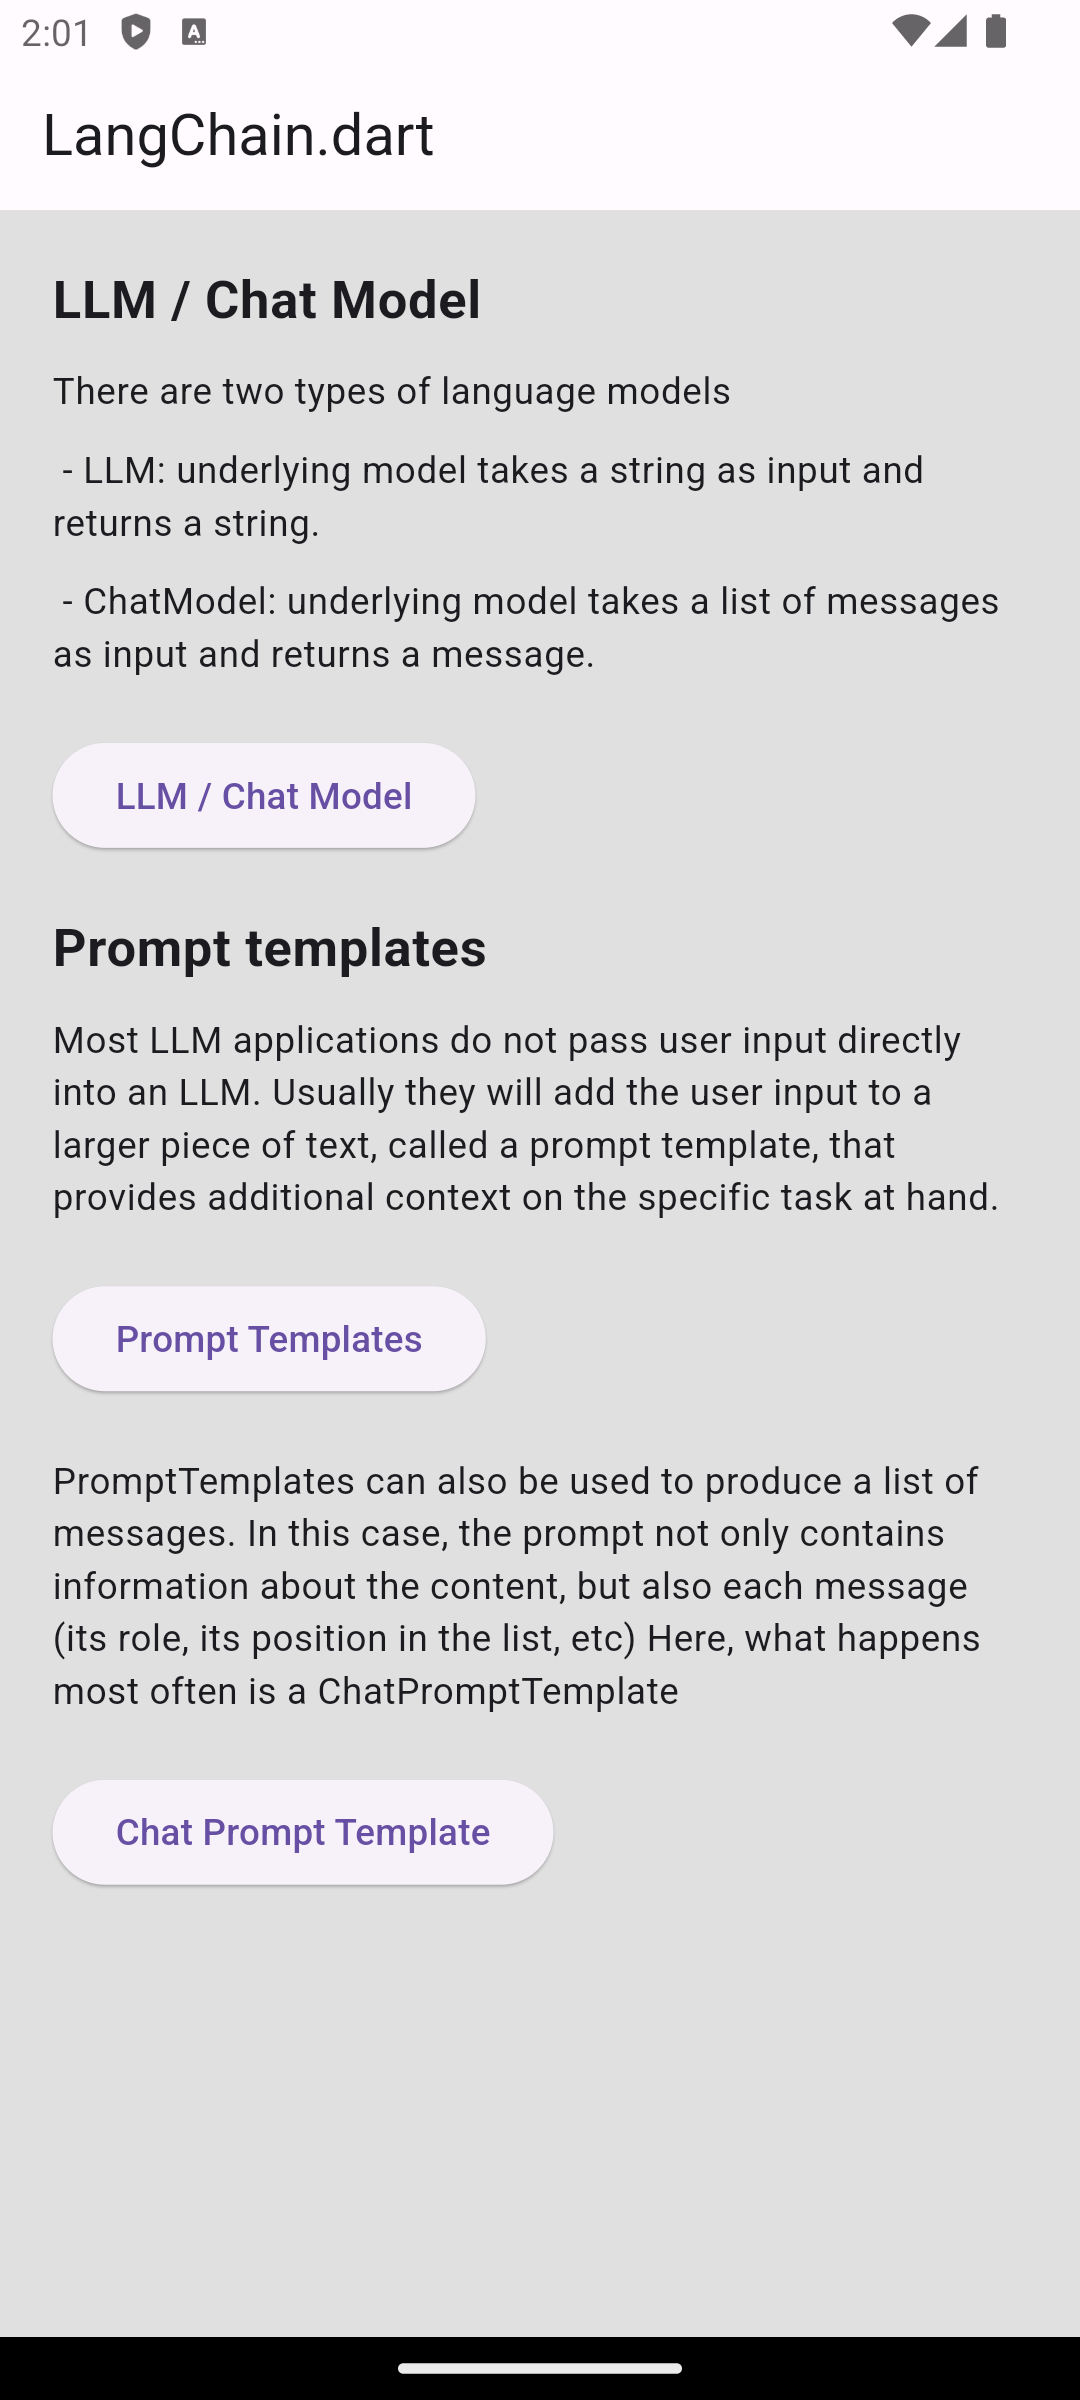 2:01
LangChain.dart
LLM / Chat Model
There are two types of language models
- LLM: underlying model takes a string as input and
returns a string.
- ChatModel: underlying model takes a list of messages
as input and returns a message.
LLM / Chat Model
Prompt templates
Most LLM applications do not pass user input directly
into an LLM. Usually they will add the user input to a
larger piece of text, called a prompt template, that
provides additional context on the specific task at hand.
Prompt Templates
PromptTemplates can also be used to produce a list of
messages. In this case, the prompt not only contains
information about the content, but also each message
(its role, its position in the list, etc) Here, what happens
most often is a ChatPromptTemplate
Chat Prompt Template